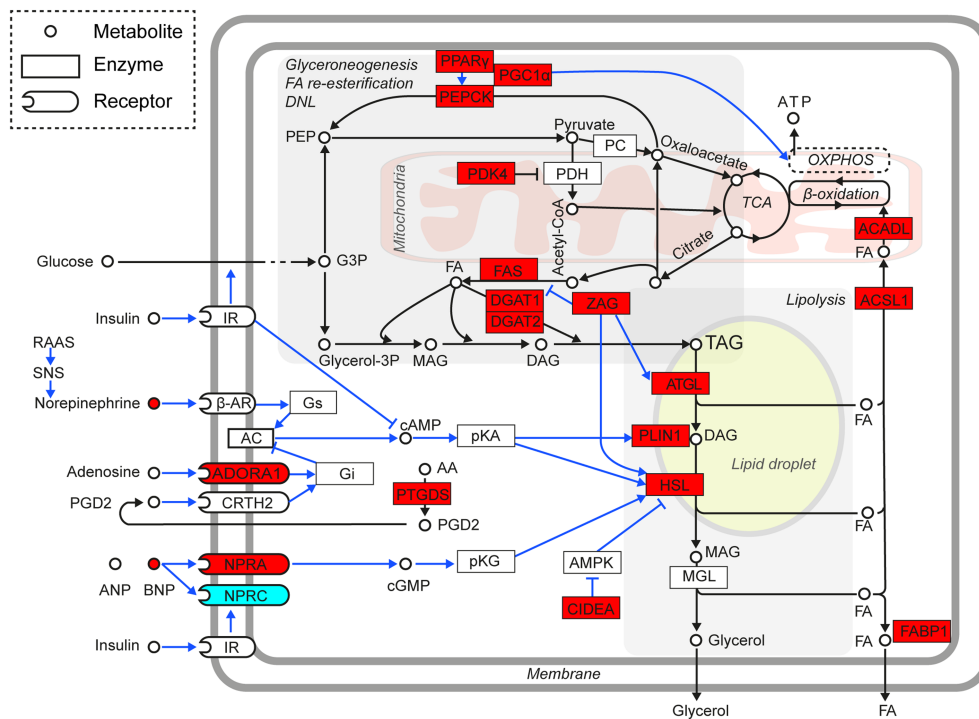 Metabolite
Enzyme
Receptor
Glyceroneogenesis
FA re-esterification
DNL
PPARγ
PGC1α
PEPCK
ATP
PEP
Pyruvate
PC
Oxaloacetate
OXPHOS
PDK4
PDH
Mitochondria
TCA
β-oxidation
Acetyl-CoA
Citrate
ACADL
FA
Glucose
G3P
FA
FAS
DGAT1
DGAT2
ZAG
Lipolysis
ACSL1
Insulin
IR
RAAS
SNS
Glycerol-3P
MAG
DAG
TAG
ATGL
Norepinephrine
β-AR
Gs
FA
AC
cAMP
pKA
PLIN1
DAG
Lipid droplet
Adenosine
ADORA1
Gi
AA
PTGDS
HSL
PGD2
CRTH2
PGD2
FA
ANP
BNP
NPRA
NPRC
cGMP
pKG
AMPK
MAG
MGL
CIDEA
FA
Insulin
IR
Glycerol
FA
FABP1
Membrane
Glycerol
FA